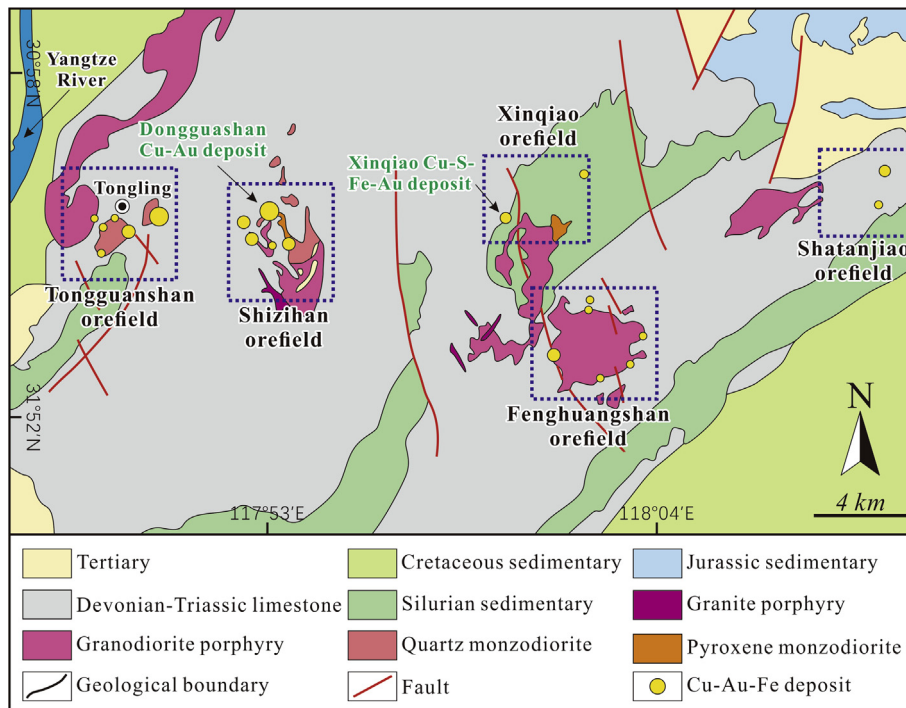 30°58′N
Yangtze
River
Dongguashan
Cu-Au deposit
Xinqiao
orefield
Xinqiao Cu-S-
Fe-Au deposit
Tongling
Tongguanshan
orefield
Shizihan
orefield
Shatanjiao
orefield
Fenghuangshan
orefield
31°52′N
117°53′E
118°04′E
N
4 km
Tertiary
Cretaceous sedimentary
Jurassic sedimentary
Devonian-Triassic limestone
Silurian sedimentary
Granite porphyry
Granodiorite porphyry
Quartz monzodiorite
Pyroxene monzodiorite
Geological boundary
Fault
Cu-Au-Fe deposit